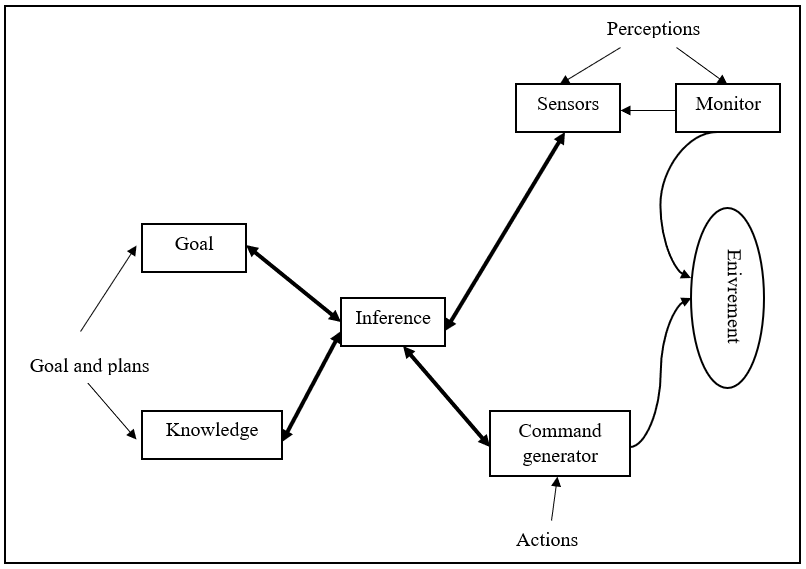 Perceptions
Sensors
Monitor
Goal
Enivrement
Inference
Goal and plans
Knowledge
Command
generator
Actions